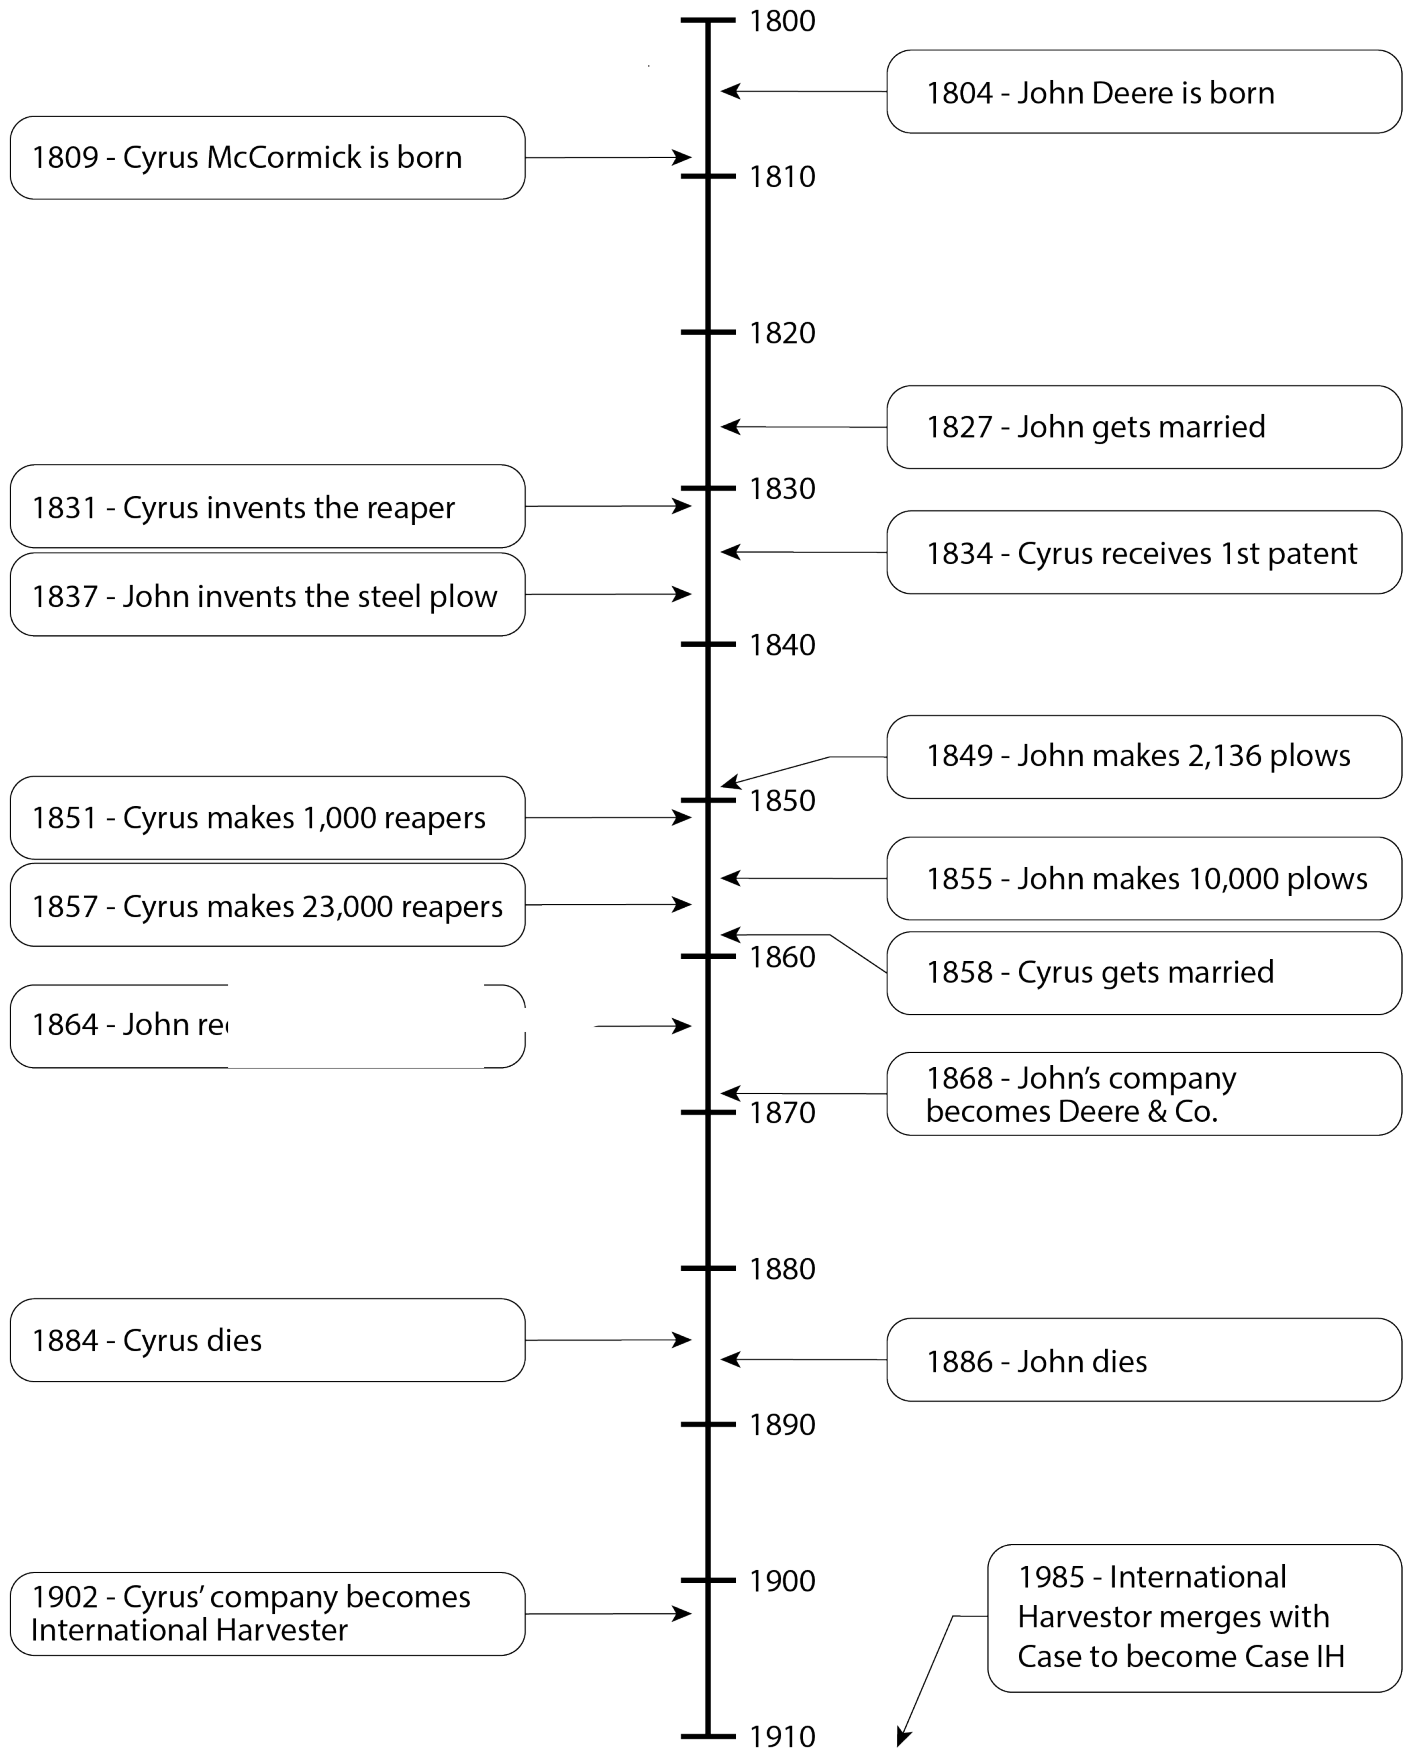 1800
1804 - John Deere is born
1809 - Cyrus McCormick is born
1810
1820
1827 - John gets married
1830
1831 - Cyrus invents the reaper
1834 - Cyrus receives 1st patent
1837 - John invents the steel plow
1840
1849 - John makes 2,136 plows
1850
1851 - Cyrus makes 1,000 reapers
1855 - John makes 10,000 plows
1857 - Cyrus makes 23,000 reapers
1860
1858 - Cyrus gets married
1864 - John
1868 - John’s company
becomes Deere & Co.
1870
1880
1884 - Cyrus dies
1886 - John dies
1890
1900
1902 - Cyrus’ company becomes
International Harvester
1985 - International
Harvestor merges with
Case to become Case IH
1910